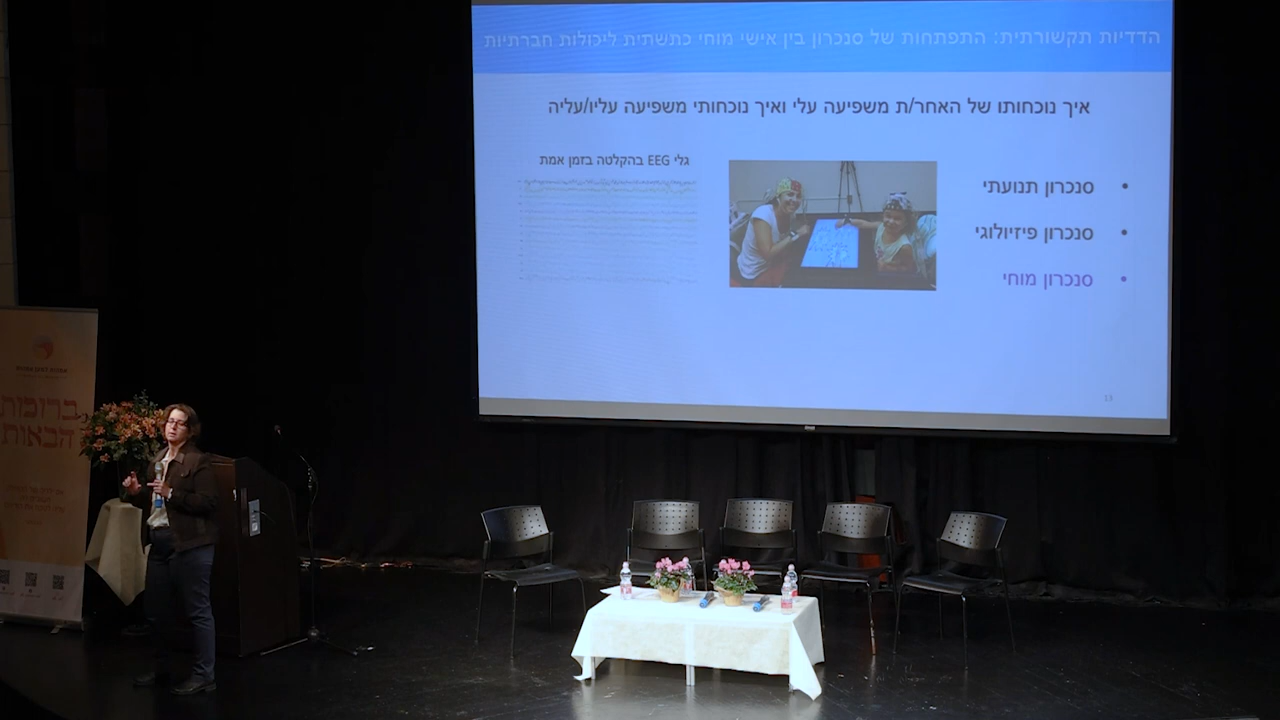 הדדיות תקשורתית: התפתחות של סנכרון בין אישי מוחי כתשתית ליכולות חברתיות
איך נוכחותו של האחר/ת משפיעה עלי ואיך נוכחותי משפיעה עליו/עליה
גלי EEG בהקלטה בזמן אמת
• סנכרון תנועתי
• סנכרון פיזיולוגי
• סנכרון מוחי
13
ברוכות
הבאות